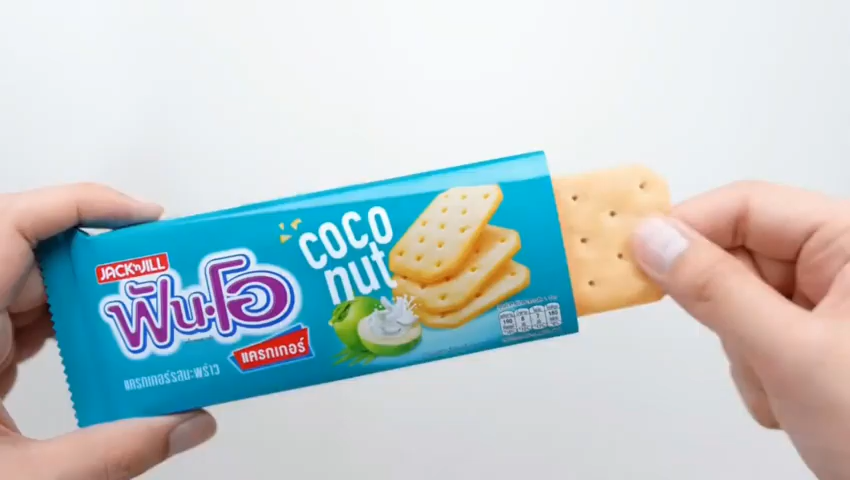 JACK'n JILL
ฟัน-โอ
แครกเกอร์
แครกเกอร์รสมะพร้าว
coco
nut